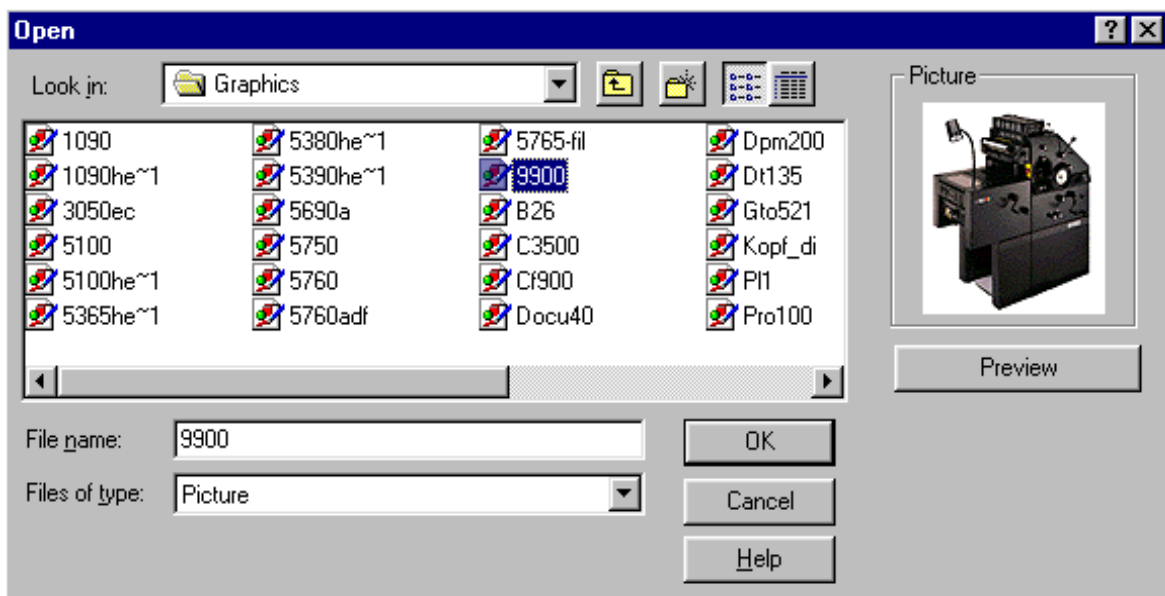 Open
Look in: Graphics
Picture
1090 5380he~1 5765-fil Dpm200
1090he~1 5390he~1 9900 Dt135
3050ec 5690a B26 Gto521
5100 5750 C3500 Kopf_di
5100he~1 5760 Cf900 Pl1
5365he~1 5760adf Docu40 Pro100
Preview
File name: 9900 OK
Files of type: Picture Cancel
Help